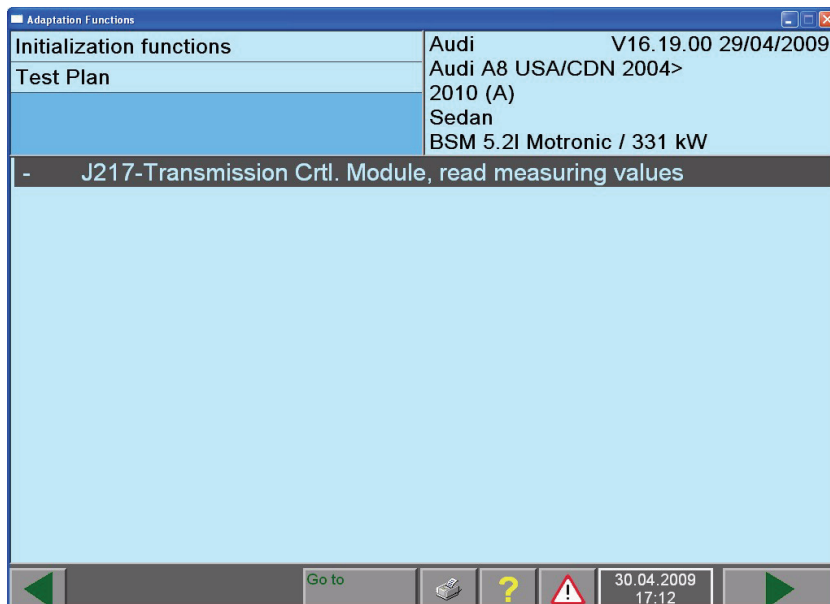 Adaptation Functions
Initialization functions
Test Plan
Audi V16.19.00 29/04/2009
Audi A8 USA/CDN 2004>
2010 (A)
Sedan
BSM 5.2l Motronic / 331 kW
- J217-Transmission Crtl. Module, read measuring values
Go to
?
!
30.04.2009
17:12